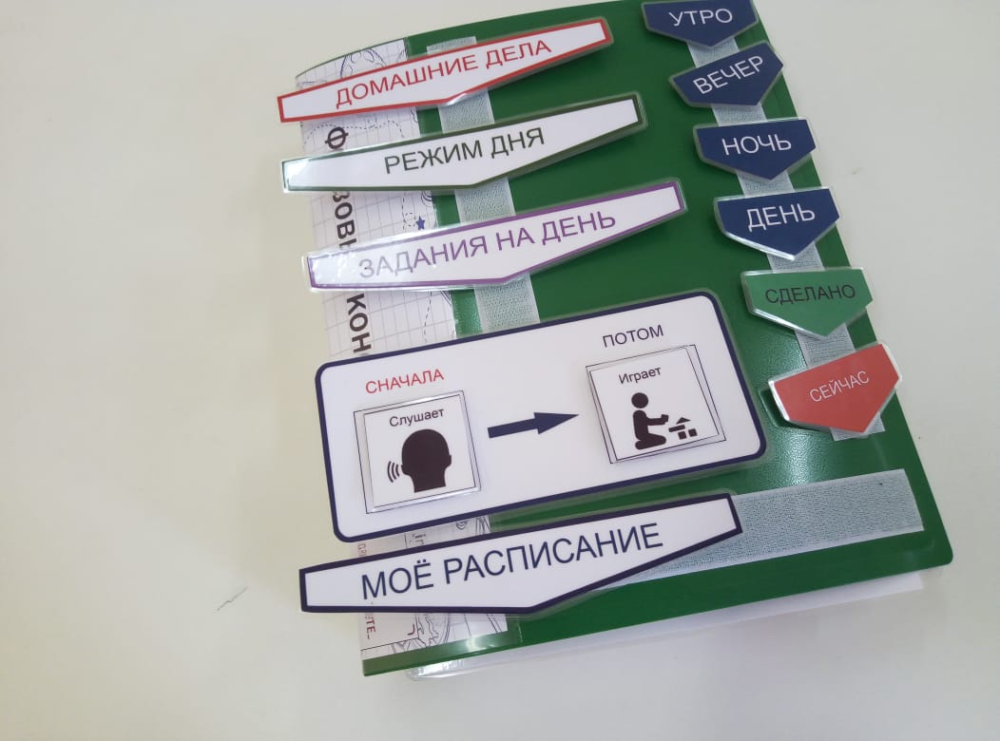 ДОМАШНИЕ ДЕЛА
РЕЖИМ ДНЯ
ЗАДАНИЯ НА ДЕНЬ
СНАЧАЛА
Слушает
ПОТОМ
Играет
МОЁ РАСПИСАНИЕ
УТРО
ВЕЧЕР
НОЧЬ
ДЕНЬ
СДЕЛАНО
СЕЙЧАС